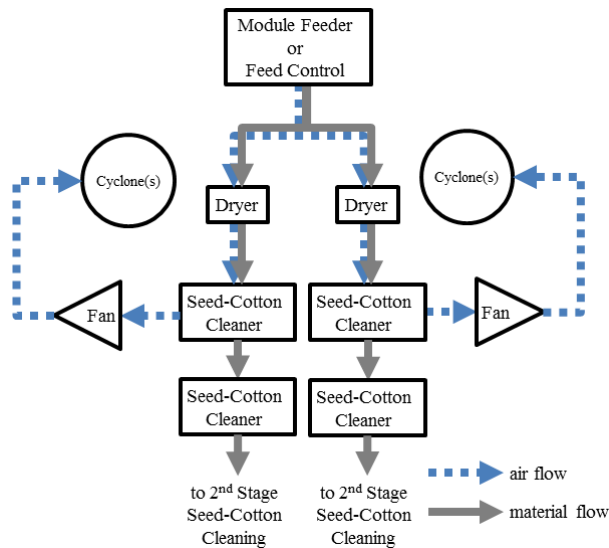 Module Feeder
or
Feed Control
Cyclone(s)
Cyclone(s)
Dryer
Dryer
Fan
Seed-Cotton
Cleaner
Seed-Cotton
Cleaner
Fan
Seed-Cotton
Cleaner
Seed-Cotton
Cleaner
to 2nd Stage
Seed-Cotton
Cleaning
to 2nd Stage
Seed-Cotton
Cleaning
air flow
material flow